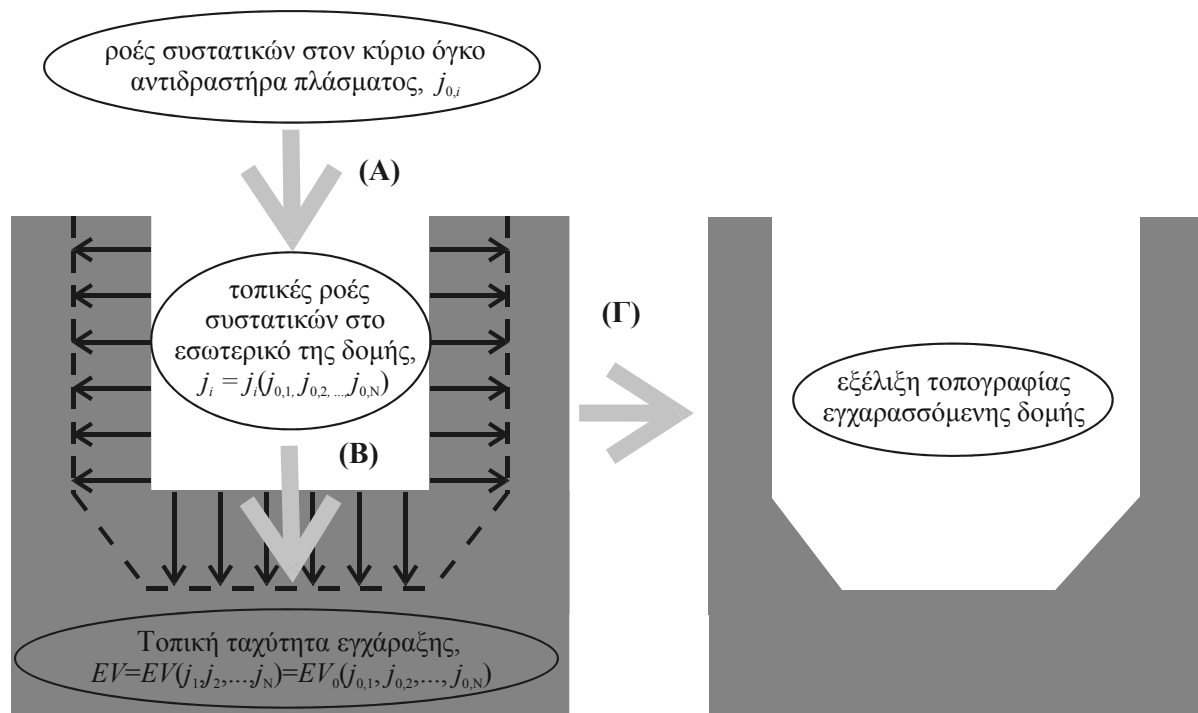 ροές συστατικών στον κύριο όγκο
αντιδραστήρα πλάσματος, j0,i
(Α)
τοπικές ροές
συστατικών στο
εσωτερικό της δομής,
ji = ji(j0,1, j0,2, ..., j0,N)
(Β)
Τοπική ταχύτητα εγχάραξης,
EV=EV(j1,j2,...,jN)=EV0(j0,1, j0,2,..., j0,N)
(Γ)
εξέλιξη τοπογραφίας
εγχαρασσόμενης δομής